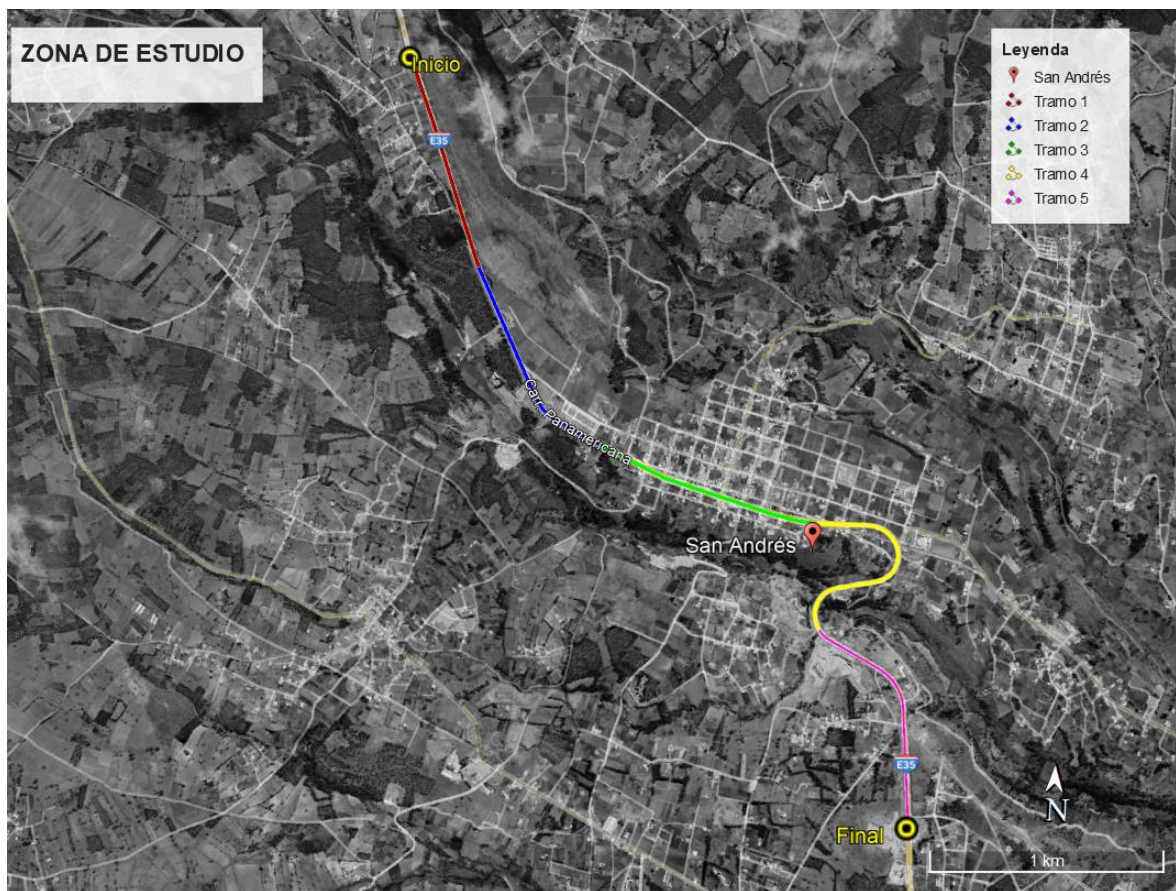 ZONA DE ESTUDIO
Inicio
E35
Leyenda
San Andrés
Tramo 1
Tramo 2
Tramo 3
Tramo 4
Tramo 5
Carr. Panamericana
San Andrés
E35
Final
N
1 km